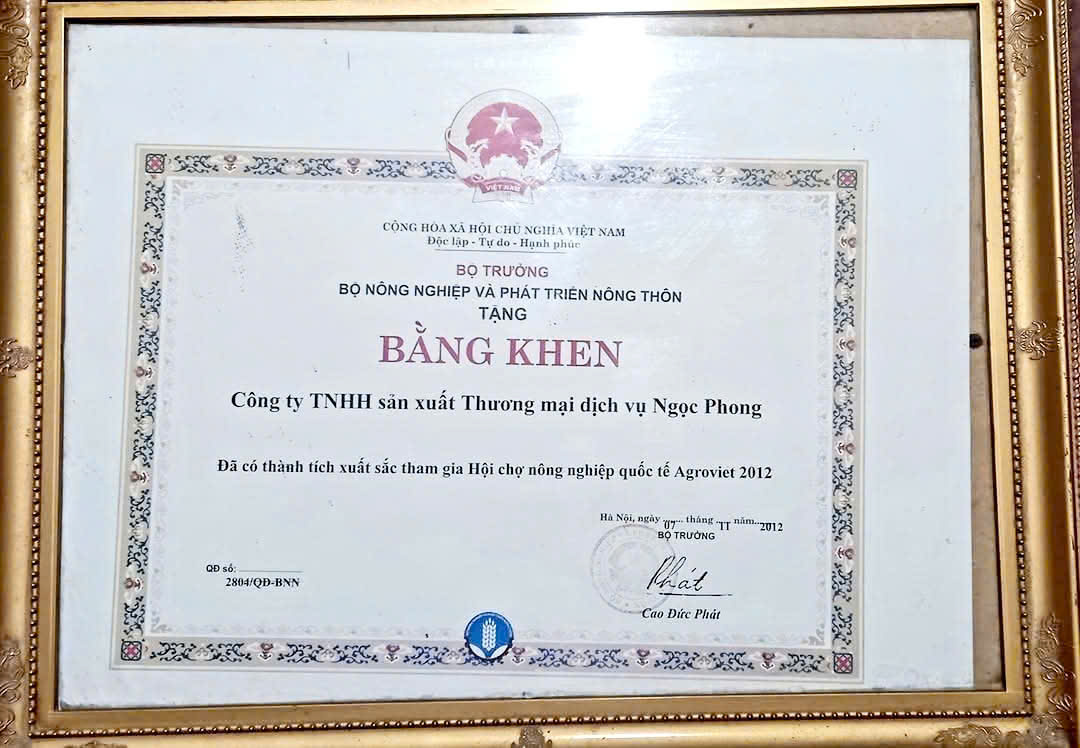 VIỆT NAM
CỘNG HÒA XÃ HỘI CHỦ NGHĨA VIỆT NAM
Độc lập - Tự do - Hạnh phúc
BỘ TRƯỞNG
BỘ NÔNG NGHIỆP VÀ PHÁT TRIỂN NÔNG THÔN
TẶNG
BẰNG KHEN
Công ty TNHH sản xuất Thương mại dịch vụ Ngọc Phong
Đã có thành tích xuất sắc tham gia Hội chợ nông nghiệp quốc tế Agroviet 2012
Hà Nội, ngày 07 tháng 11 năm 2012
BỘ TRƯỞNG
QĐ số:
2804/QĐ-BNN
Phát
Cao Đức Phát